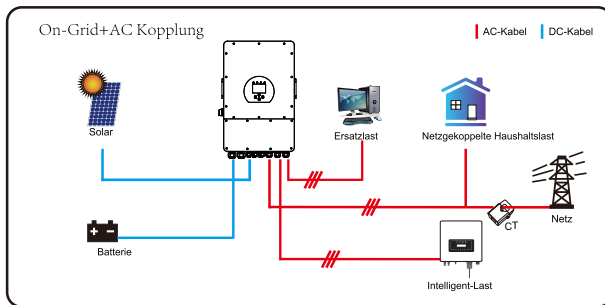 On-Grid+AC Kopplung
AC-Kabel
DC-Kabel
Solar
Ersatzlast
Netzgekoppelte Haushaltslast
CT
Netz
Batterie
Intelligent-Last